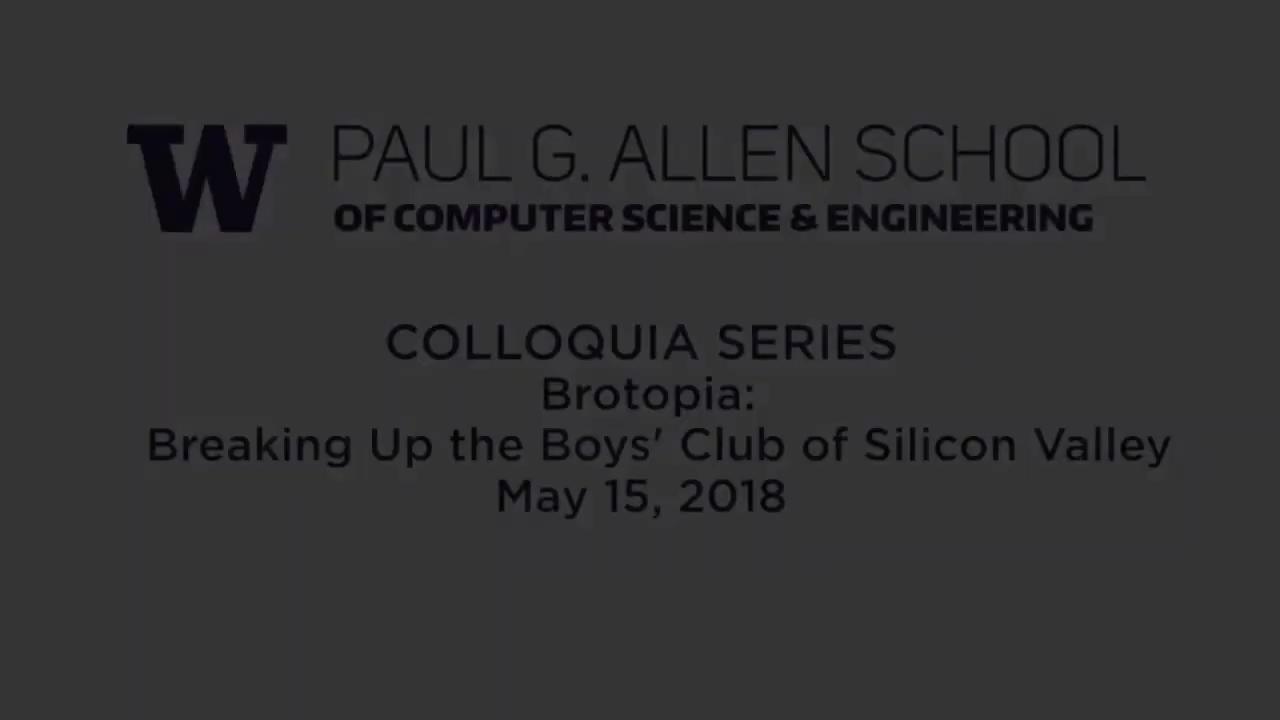 W PAUL G. ALLEN SCHOOL
OF COMPUTER SCIENCE & ENGINEERING
COLLOQUIA SERIES
Brotopia:
Breaking Up the Boys' Club of Silicon Valley
May 15, 2018